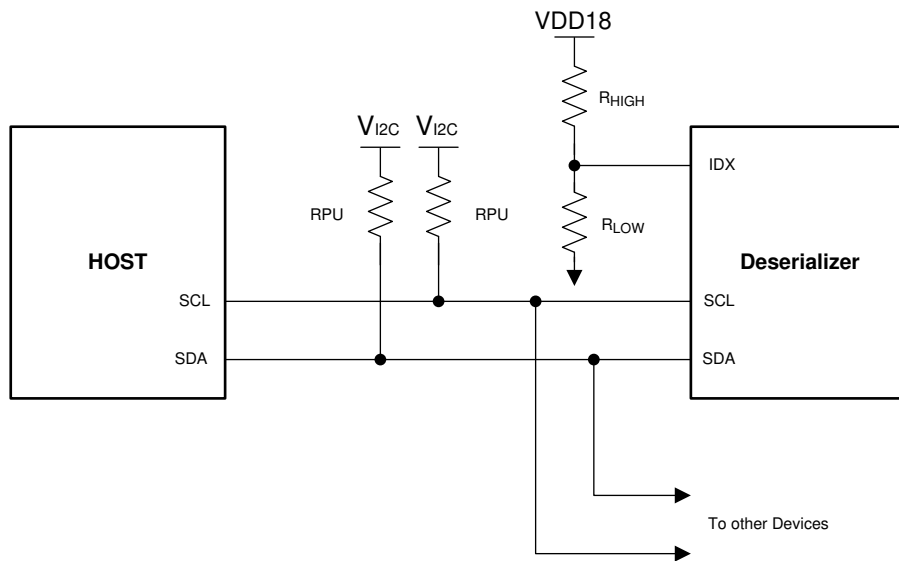 VDD18
RHIGH
VI2C VI2C
IDX
RPU RPU
RLOW
HOST
Deserializer
SCL SCL
SDA SDA
To other Devices